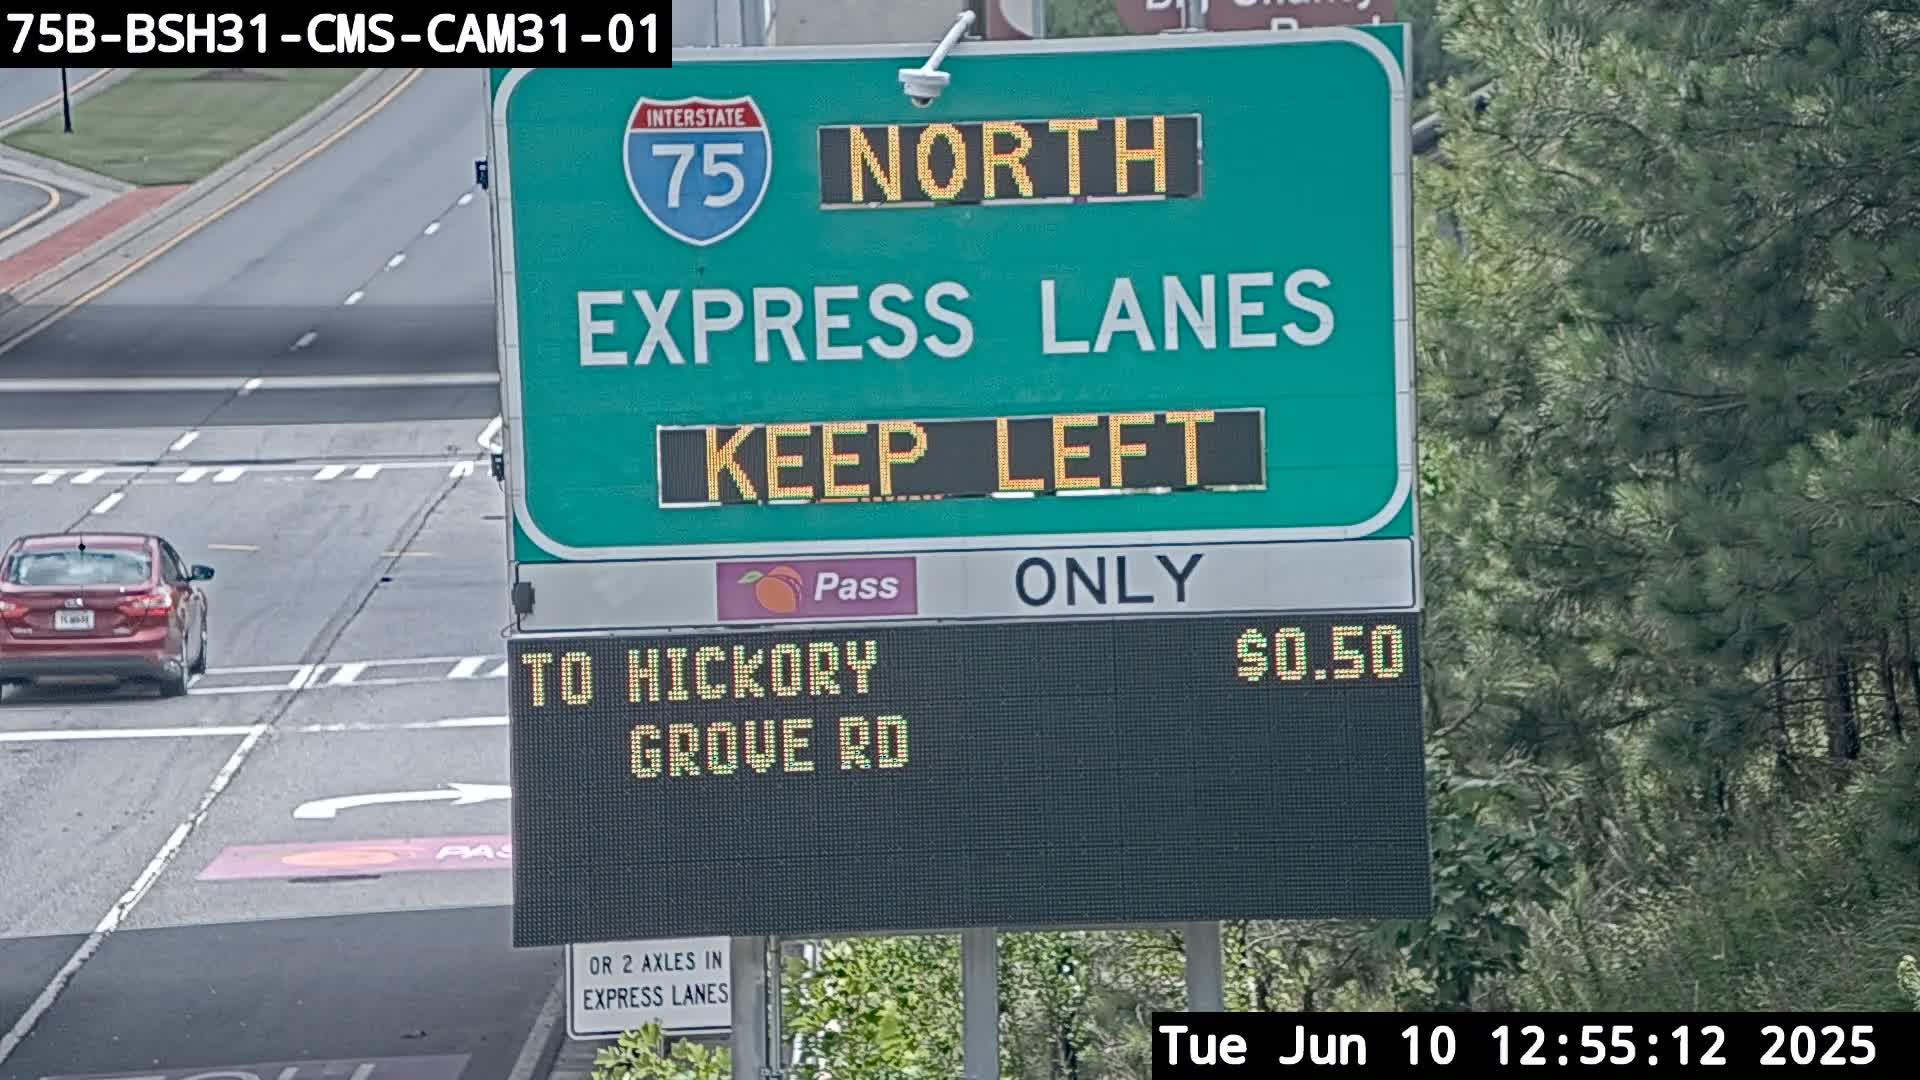 75B-BSH31-CMS-CAM31-01
INTERSTATE
75
NORTH
EXPRESS LANES
KEEP LEFT
Pass
ONLY
TO HICKORY $0.50
GROVE RD
PAS
OR 2 AXLES IN
EXPRESS LANES
Tue Jun 10 12:55:12 2025